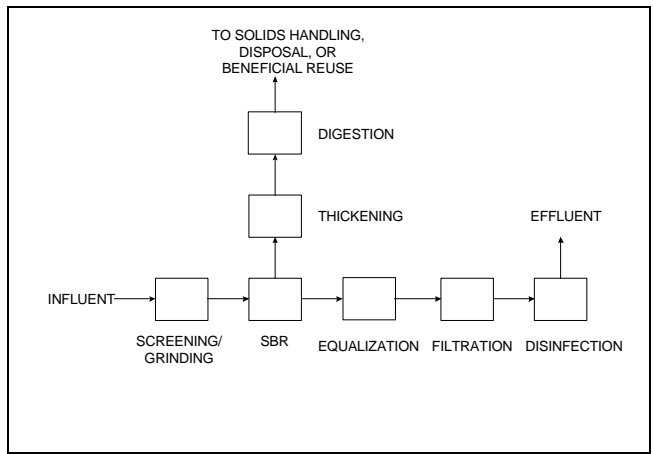 TO SOLIDS HANDLING,
DISPOSAL, OR
BENEFICIAL REUSE
DIGESTION
THICKENING
EFFLUENT
INFLUENT
SCREENING/
GRINDING
SBR
EQUALIZATION
FILTRATION
DISINFECTION